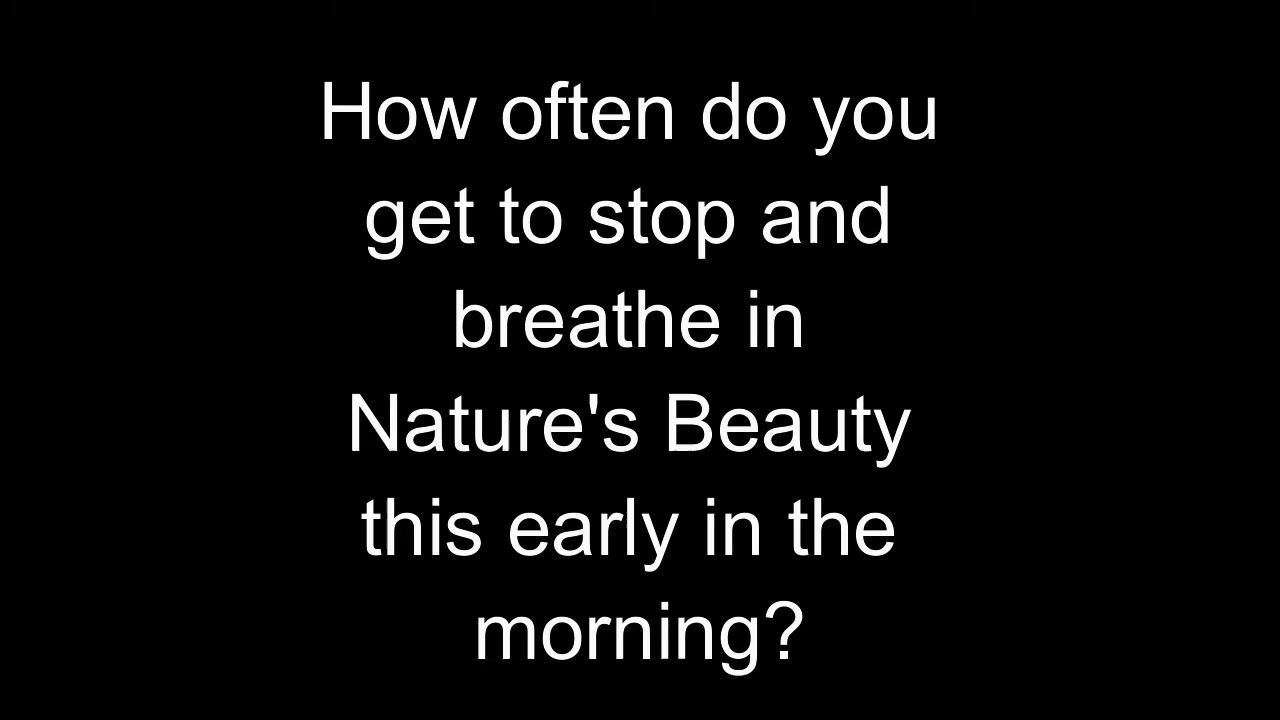 How often do you
get to stop and
breathe in
Nature's Beauty
this early in the
morning?